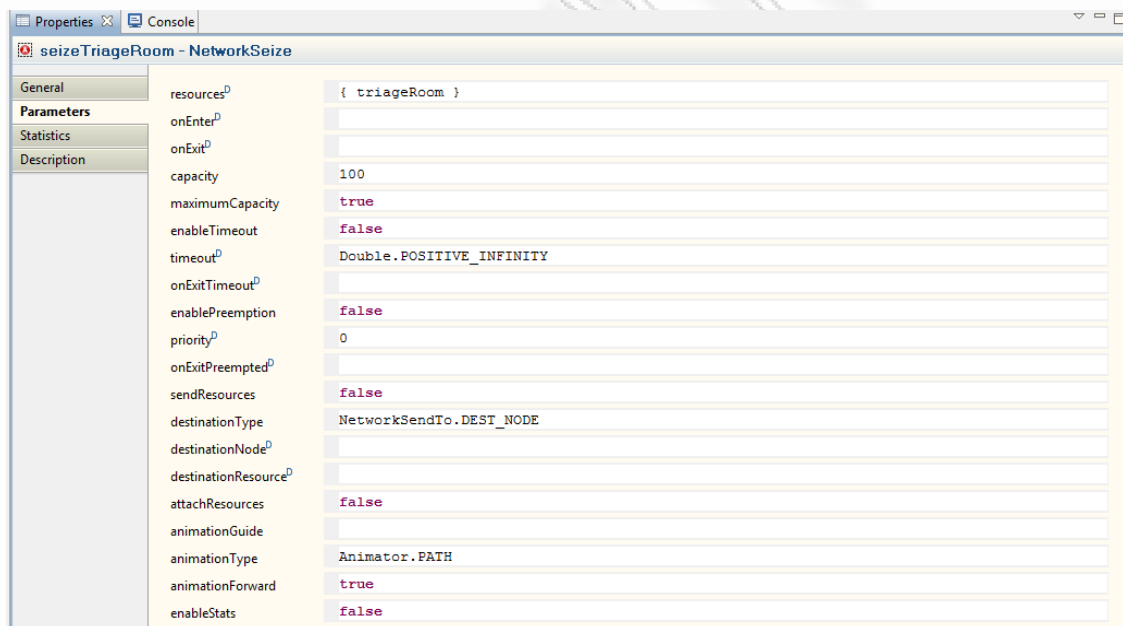 Properties Console
seizeTriageRoom - NetworkSeize
General
Parameters
Statistics
Description
resourcesD { triageRoom }
onEnterD
onExitD
capacity 100
maximumCapacity true
enableTimeout false
timeoutD Double.POSITIVE_INFINITY
onExitTimeoutD
enablePreemption false
priorityD 0
onExitPreemptedD
sendResources false
destinationType NetworkSendTo.DEST_NODE
destinationNodeD
destinationResourceD
attachResources false
animationGuide
animationType Animator.PATH
animationForward true
enableStats false